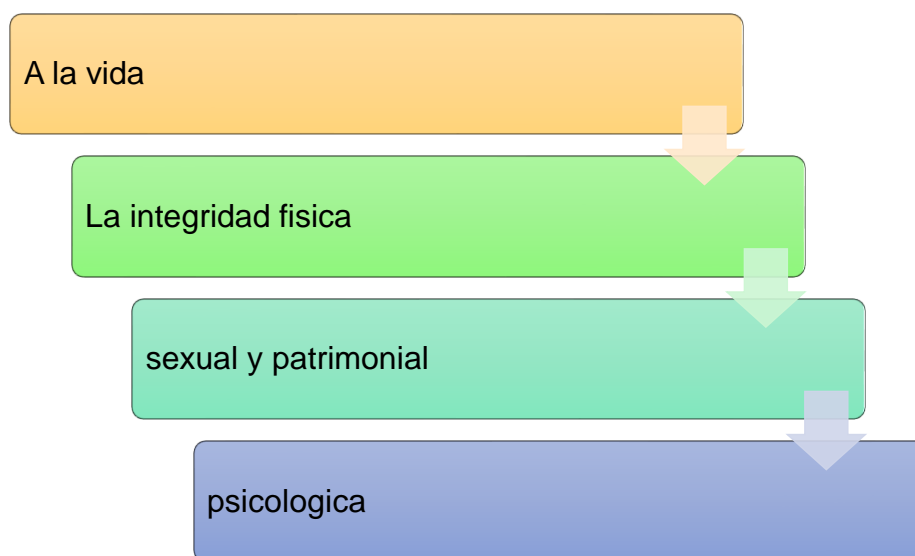 A la vida
La integridad fisica
sexual y patrimonial
psicologica